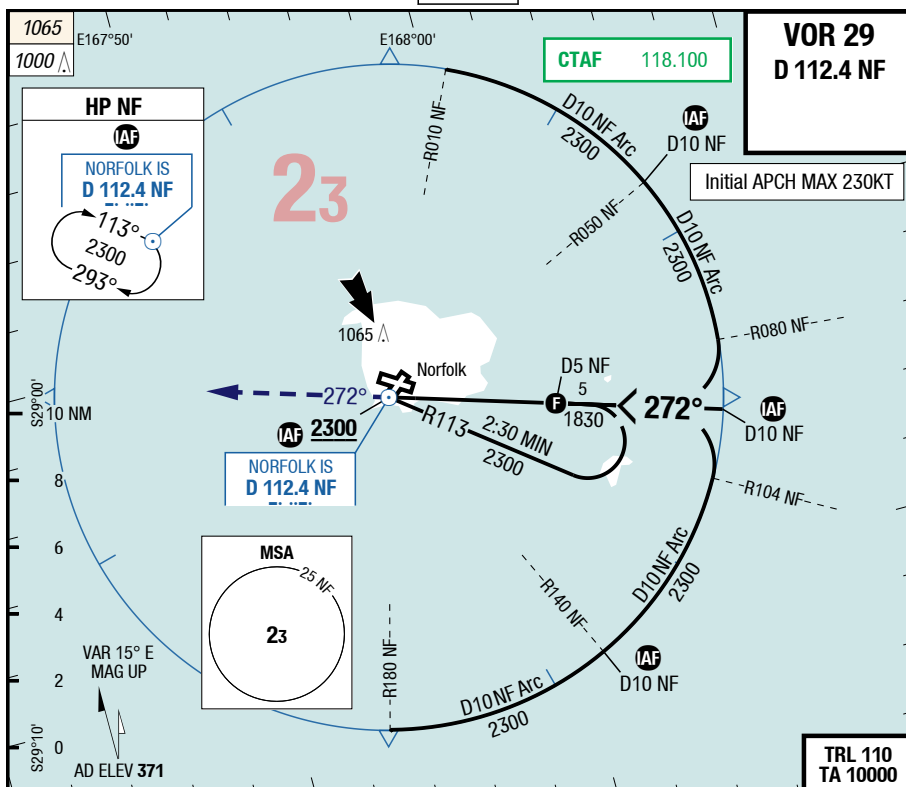 1065
1000
E167°50'
E168°00'
CTAF 118.100
VOR 29
D 112.4 NF
Initial APCH MAX 230KT
HP NF
IAF
NORFOLK IS
D 112.4 NF
113°
2300
293°
23
R010 NF
D10 NF Arc
2300
IAF
D10 NF
R050 NF
D10 NF Arc
2300
R080 NF
1065
Norfolk
D5 NF
5
F
1830
272°
272°
IAF
D10 NF
IAF 2300
R113
2:30 MIN
2300
NORFOLK IS
D 112.4 NF
R104 NF
S29°00'
10 NM
8
6
4
2
0
S29°10'
MSA
25 NF
23
R180 NF
R140 NF
D10 NF Arc
2300
IAF
D10 NF
D10 NF Arc
2300
VAR 15° E
MAG UP
AD ELEV 371
TRL 110
TA 10000